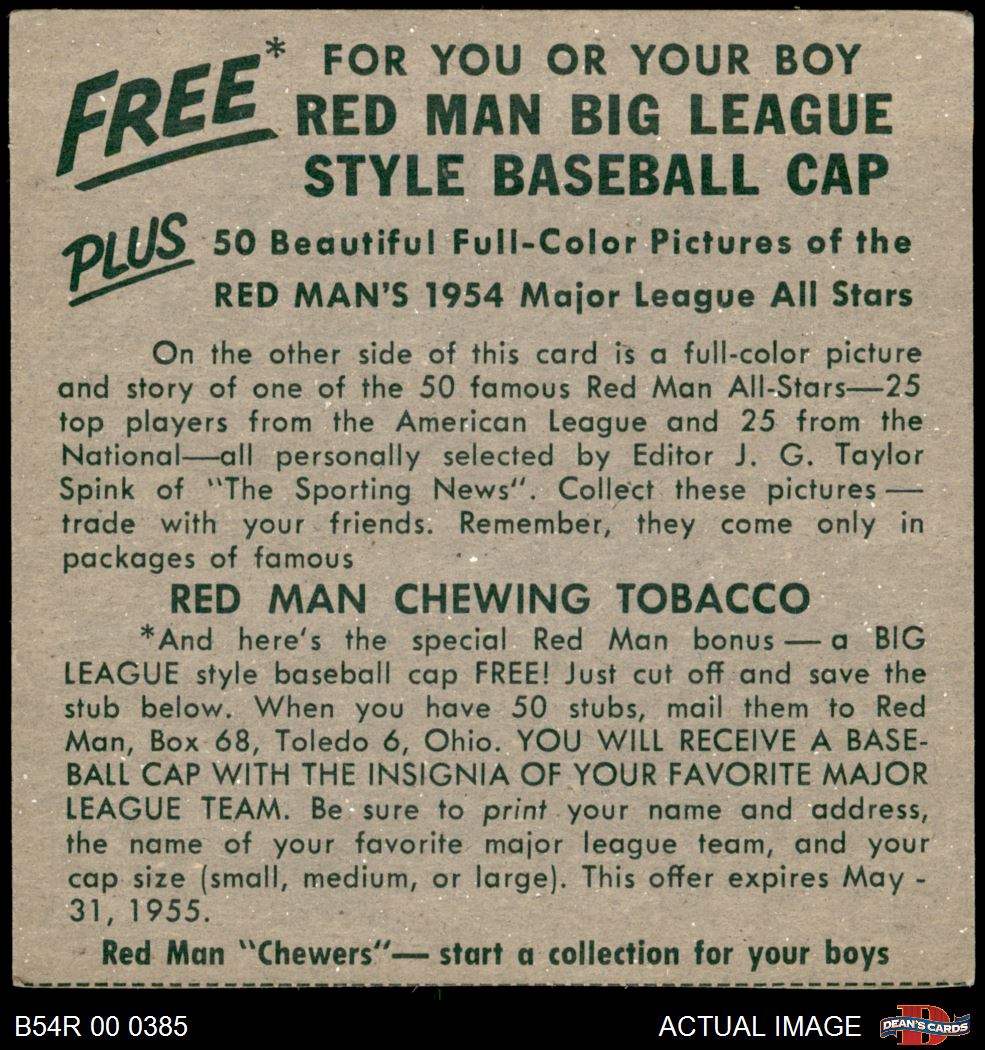 FREE* FOR YOU OR YOUR BOY
RED MAN BIG LEAGUE
STYLE BASEBALL CAP
PLUS 50 Beautiful Full-Color Pictures of the
RED MAN'S 1954 Major League All Stars
On the other side of this card is a full-color picture
and story of one of the 50 famous Red Man All-Stars—25
top players from the American League and 25 from the
National—all personally selected by Editor J. G. Taylor
Spink of "The Sporting News". Collect these pictures —
trade with your friends. Remember, they come only in
packages of famous
RED MAN CHEWING TOBACCO
*And here's the special Red Man bonus — a BIG
LEAGUE style baseball cap FREE! Just cut off and save the
stub below. When you have 50 stubs, mail them to Red
Man, Box 68, Toledo 6, Ohio. YOU WILL RECEIVE A BASE-
BALL CAP WITH THE INSIGNIA OF YOUR FAVORITE MAJOR
LEAGUE TEAM. Be sure to print your name and address,
the name of your favorite major league team, and your
cap size (small, medium, or large). This offer expires May -
31, 1955.
Red Man "Chewers"— start a collection for your boys
B54R 00 0385
ACTUAL IMAGE
DEAN'S CARDS